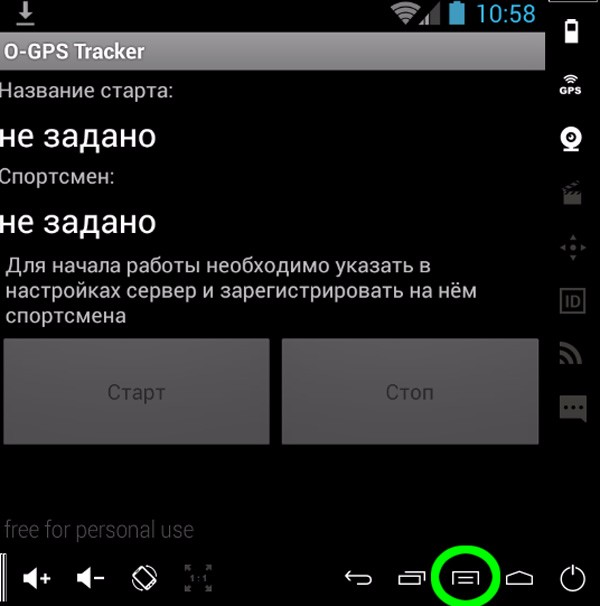 10:58
O-GPS Tracker
GPS
Название старта:
не задано
Спортсмен:
не задано
Для начала работы необходимо указать в
настройках сервер и зарегистрировать на нём
спортсмена
ID
Старт
Стоп
free for personal use
1:1